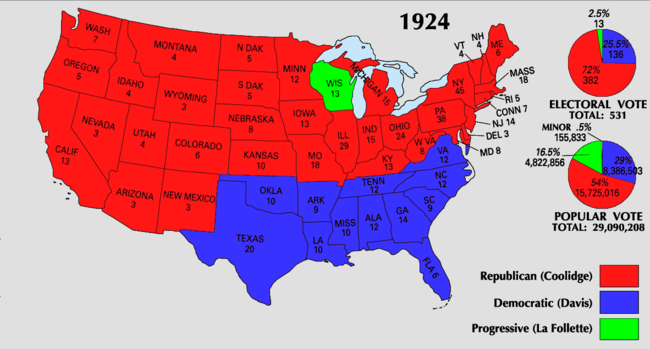 1924
WASH
7
OREGON
5
CALIF
13
NEVADA
3
IDAHO
4
MONTANA
4
WYOMING
3
UTAH
4
COLORADO
6
ARIZONA
3
NEW MEXICO
3
N DAK
5
S DAK
5
NEBRASKA
8
KANSAS
10
OKLA
10
TEXAS
20
MINN
12
IOWA
13
MO
18
ARK
9
LA
10
WIS
13
ILL
29
MICHIGAN 15
IND
15
OHIO
24
KY
13
TENN
12
MISS
10
ALA
12
GA
14
FLA 6
SC
9
NC
12
VA
12
W VA
8
PA
38
NY
45
VT
4
NH
4
ME
6
MASS
18
RI 5
CONN 7
NJ 14
DEL 3
MD 8
2.5%
13
25.5%
136
72%
382
ELECTORAL VOTE
TOTAL: 531
MINOR .5%
155,833
16.5%
4,822,856
29%
8,386,503
54%
15,725,016
POPULAR VOTE
TOTAL: 29,090,208
Republican (Coolidge)
Democratic (Davis)
Progressive (La Follette)